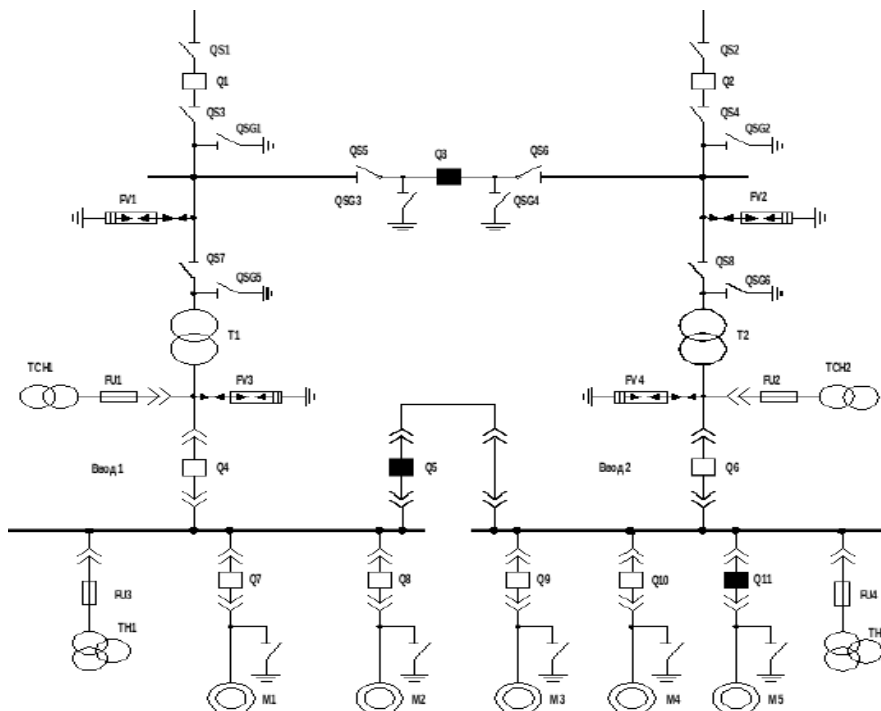 QS1
QS2
Q1
Q2
QS3
QS4
QSG1
QSG2
QS5
Q3
QS6
QSG3
QSG4
FV1
FV2
QS7
QS8
QSG5
QSG6
T1
T2
TCH1
FU1
FV3
FV4
FU2
TCH2
Ввод 1
Q4
Q5
Ввод 2
Q6
Q7
Q8
Q9
Q10
Q11
FU3
FU4
TH1
TH
M1
M2
M3
M4
M5